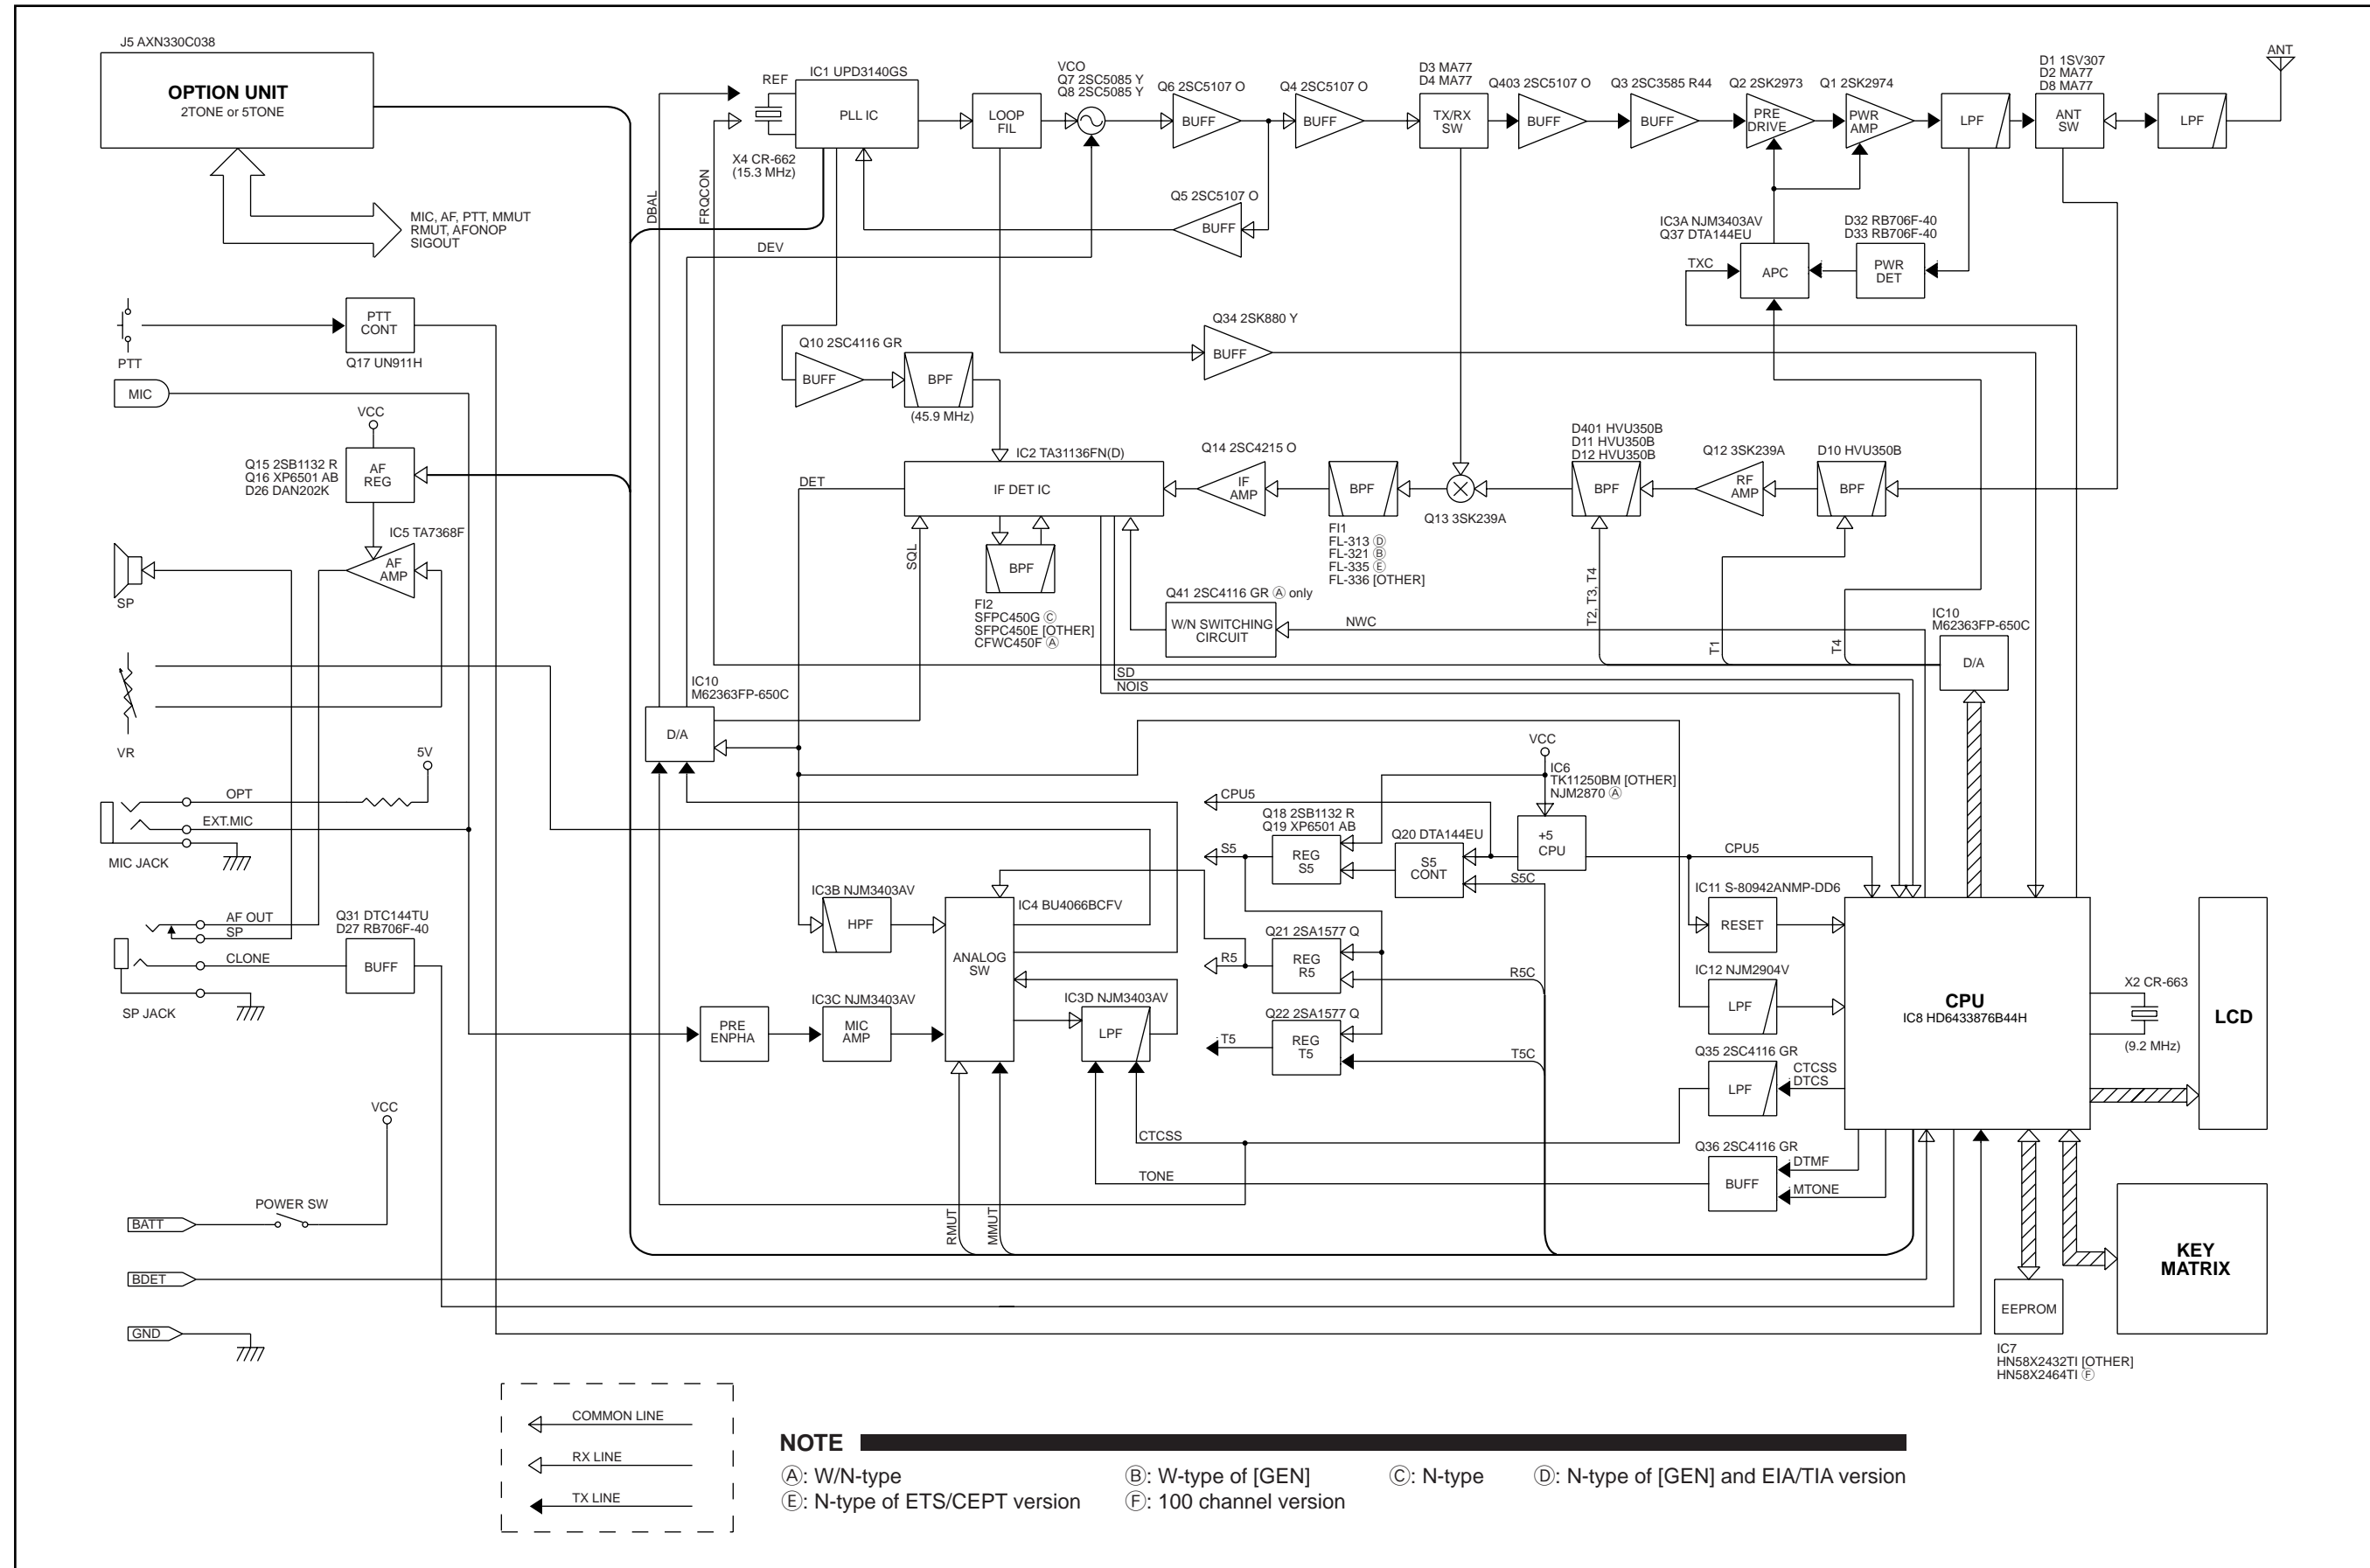 J5 AXN330C038
OPTION UNIT
2TONE or 5TONE
MIC, AF, PTT, MMUT
RMUT, AFONOP
SIGOUT
PTT
PTT
CONT
Q17 UN911H
MIC
VCC
Q15 2SB1132 R
Q16 XP6501 AB
D26 DAN202K
AF
REG
IC5 TA7368F
AF
AMP
SP
VR
5V
OPT
EXT.MIC
MIC JACK
AF OUT
SP
CLONE
SP JACK
Q31 DTC144TU
D27 RB706F-40
BUFF
VCC
POWER SW
BATT
BDET
GND
REF
IC1 UPD3140GS
PLL IC
X4 CR-662
(15.3 MHz)
DBAL
FRQCON
DEV
LOOP
FIL
VCO
Q7 2SC5085 Y
Q8 2SC5085 Y
Q6 2SC5107 O
BUFF
Q4 2SC5107 O
BUFF
Q5 2SC5107 O
BUFF
D3 MA77
D4 MA77
TX/RX
SW
Q403 2SC5107 O
BUFF
Q3 2SC3585 R44
BUFF
Q2 2SK2973
PRE
DRIVE
Q1 2SK2974
PWR
AMP
LPF
D1 1SV307
D2 MA77
D8 MA77
ANT
SW
LPF
ANT
IC3A NJM3403AV
Q37 DTA144EU
TXC
APC
D32 RB706F-40
D33 RB706F-40
PWR
DET
Q34 2SK880 Y
BUFF
Q10 2SC4116 GR
BUFF
BPF
(45.9 MHz)
IC2 TA31136FN(D)
IF DET IC
DET
SQL
BPF
FI2
SFPC450G Ⓒ
SFPC450E [OTHER]
CFWC450F Ⓐ
Q14 2SC4215 O
IF
AMP
BPF
FI1
FL-313 Ⓓ
FL-321 Ⓑ
FL-335 Ⓔ
FL-336 [OTHER]
Q13 3SK239A
D401 HVU350B
D11 HVU350B
D12 HVU350B
BPF
Q12 3SK239A
RF
AMP
D10 HVU350B
BPF
Q41 2SC4116 GR Ⓐ only
W/N SWITCHING
CIRCUIT
NWC
T2, T3, T4
T1
T4
IC10
M62363FP-650C
D/A
SD
NOIS
IC10
M62363FP-650C
D/A
VCC
IC6
TK11250BM [OTHER]
NJM2870 Ⓐ
+5
CPU
CPU5
CPU5
Q18 2SB1132 R
Q19 XP6501 AB
REG
S5
S5
Q20 DTA144EU
S5
CONT
S5C
Q21 2SA1577 Q
REG
R5
R5
R5C
Q22 2SA1577 Q
REG
T5
T5
T5C
IC3B NJM3403AV
HPF
IC4 BU4066BCFV
ANALOG
SW
PRE
ENPHA
IC3C NJM3403AV
MIC
AMP
IC3D NJM3403AV
LPF
IC11 S-80942ANMP-DD6
RESET
IC12 NJM2904V
LPF
Q35 2SC4116 GR
LPF
CTCSS
DTCS
Q36 2SC4116 GR
BUFF
DTMF
MTONE
CTCSS
TONE
RMUT
MMUT
CPU
IC8 HD6433876B44H
X2 CR-663
(9.2 MHz)
LCD
KEY
MATRIX
EEPROM
IC7
HN58X2432TI [OTHER]
HN58X2464TI Ⓕ
COMMON LINE
RX LINE
TX LINE
NOTE
Ⓐ: W/N-type
Ⓑ: W-type of [GEN]
Ⓒ: N-type
Ⓓ: N-type of [GEN] and EIA/TIA version
Ⓔ: N-type of ETS/CEPT version
Ⓕ: 100 channel version